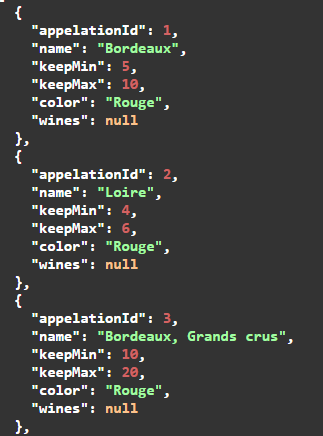 {
"appelationId": 1,
"name": "Bordeaux",
"keepMin": 5,
"keepMax": 10,
"color": "Rouge",
"wines": null
},
{
"appelationId": 2,
"name": "Loire",
"keepMin": 4,
"keepMax": 6,
"color": "Rouge",
"wines": null
},
{
"appelationId": 3,
"name": "Bordeaux, Grands crus",
"keepMin": 10,
"keepMax": 20,
"color": "Rouge",
"wines": null
},